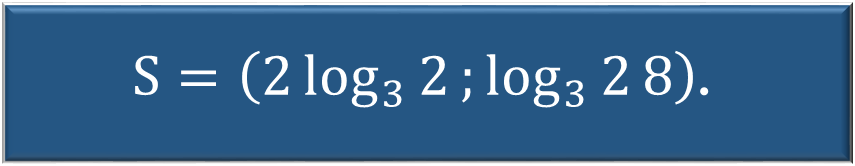 S = (2 log₃ 2 ; log₃ 2 8).